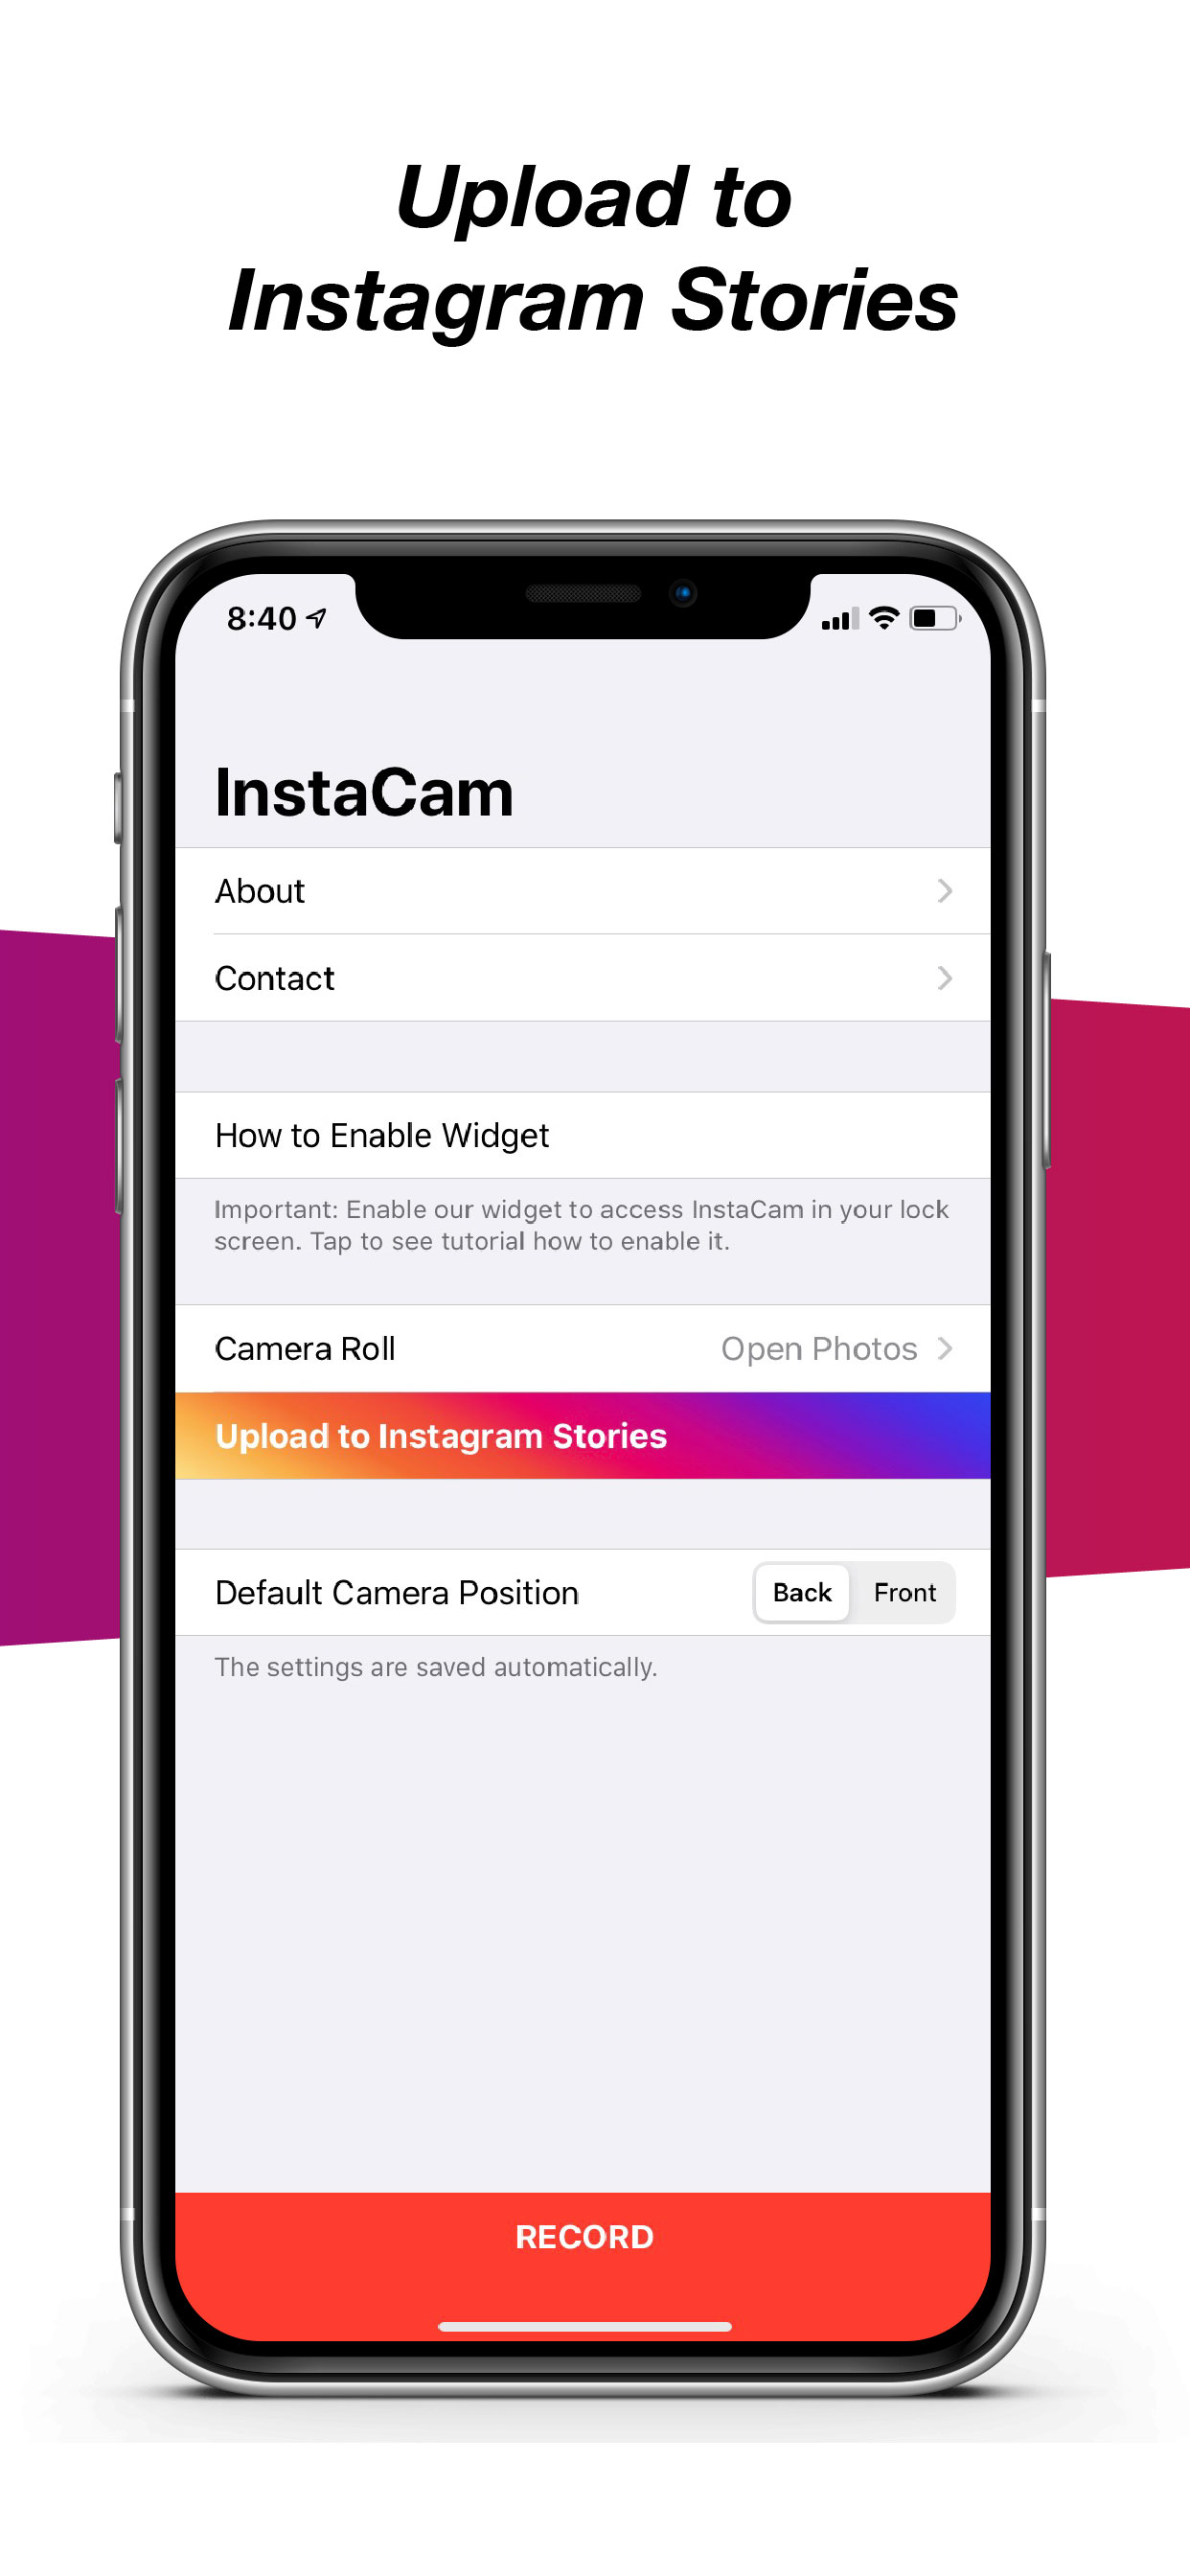 Upload to
Instagram Stories
8:40
InstaCam
About
Contact
How to Enable Widget
Important: Enable our widget to access InstaCam in your lock
screen. Tap to see tutorial how to enable it.
Camera Roll Open Photos
Upload to Instagram Stories
Default Camera Position Back Front
The settings are saved automatically.
RECORD